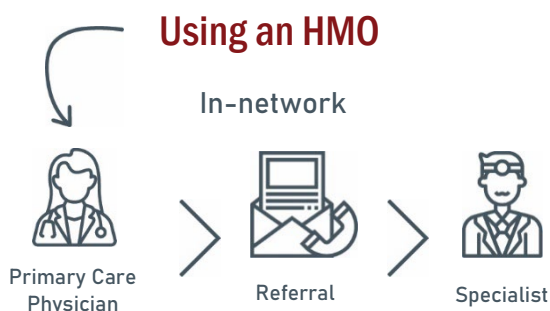 Using an HMO
In-network
Primary Care
Physician
Referral
Specialist